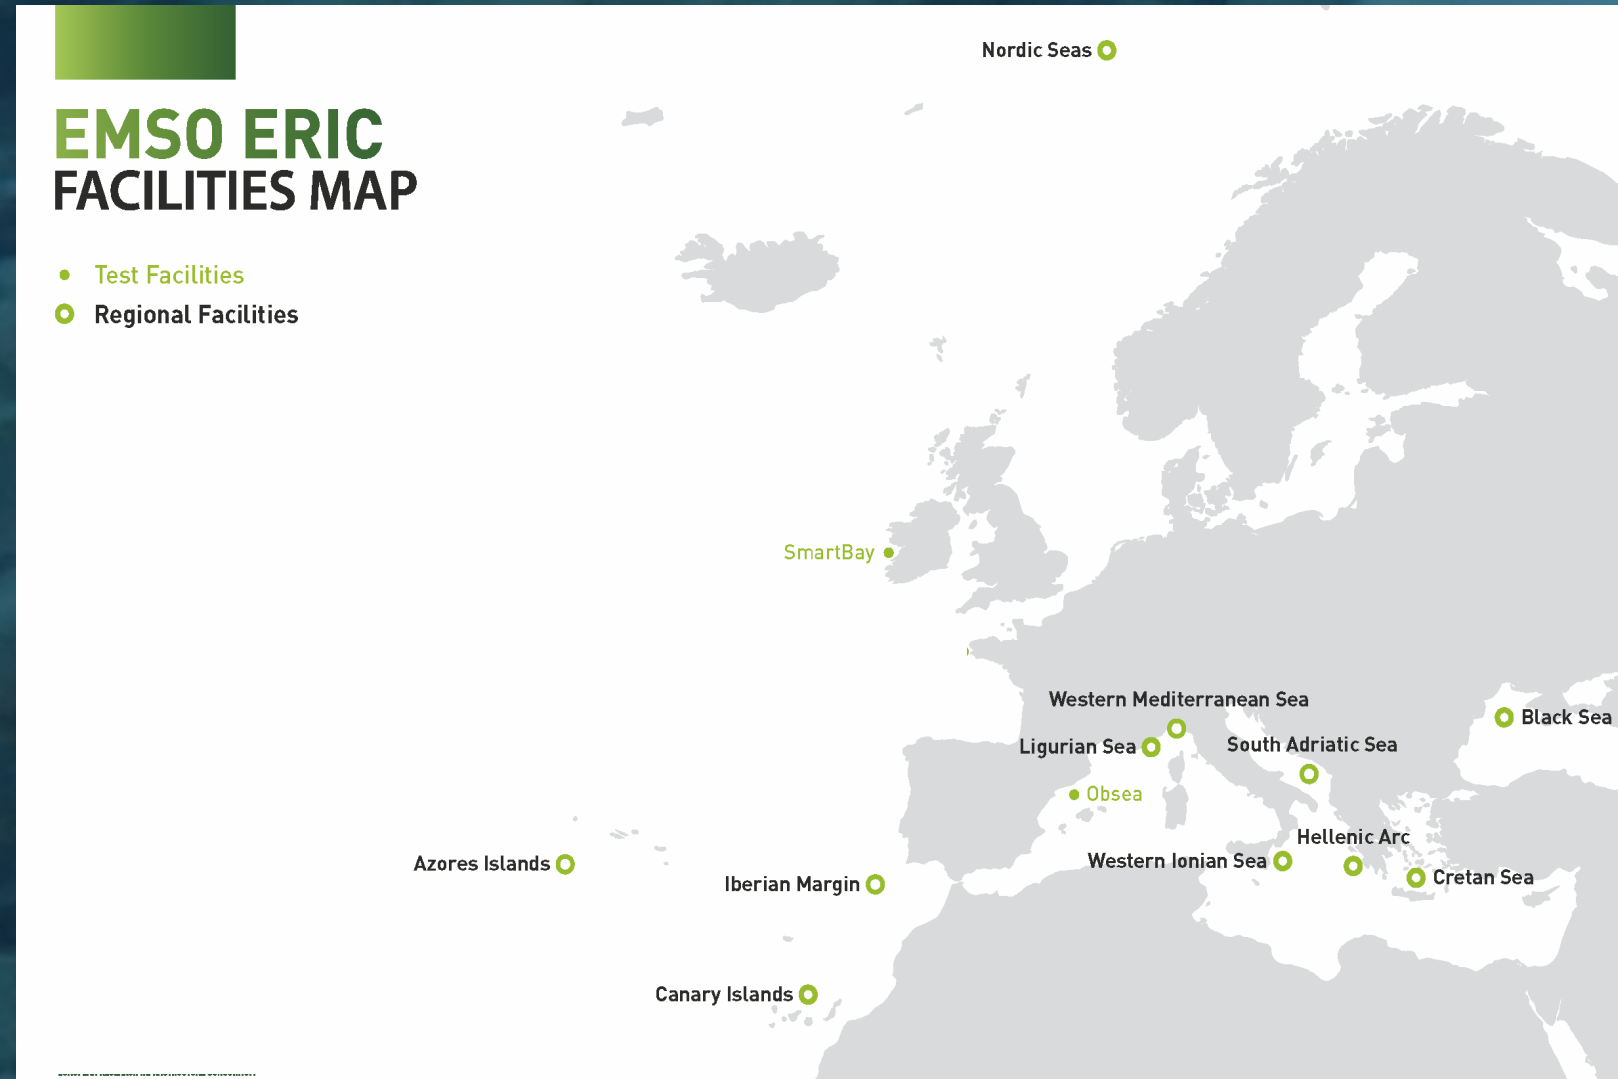 EMSO ERIC
FACILITIES MAP
Test Facilities
Regional Facilities
Nordic Seas
SmartBay
Western Mediterranean Sea
Black Sea
Ligurian Sea
South Adriatic Sea
Obsea
Hellenic Arc
Azores Islands
Western Ionian Sea
Cretan Sea
Iberian Margin
Canary Islands